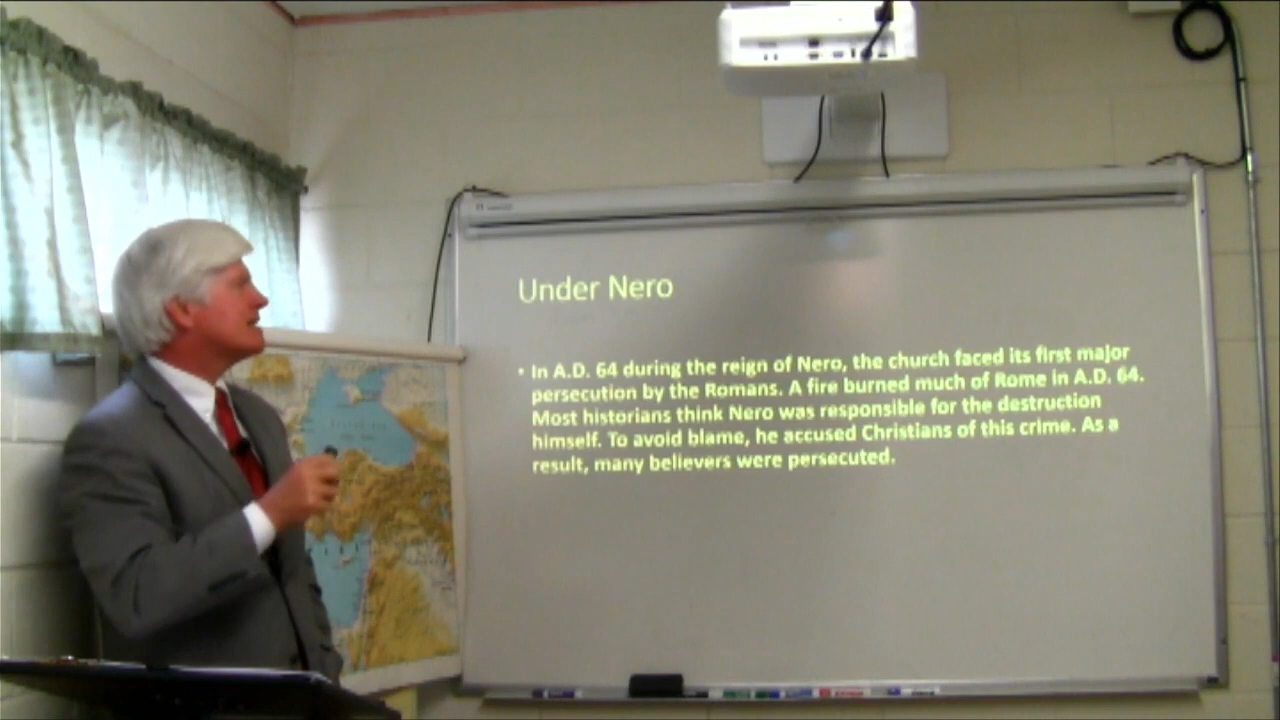 Under Nero
• In A.D. 64 during the reign of Nero, the church faced its first major
persecution by the Romans. A fire burned much of Rome in A.D. 64.
Most historians think Nero was responsible for the destruction
himself. To avoid blame, he accused Christians of this crime. As a
result, many believers were persecuted.